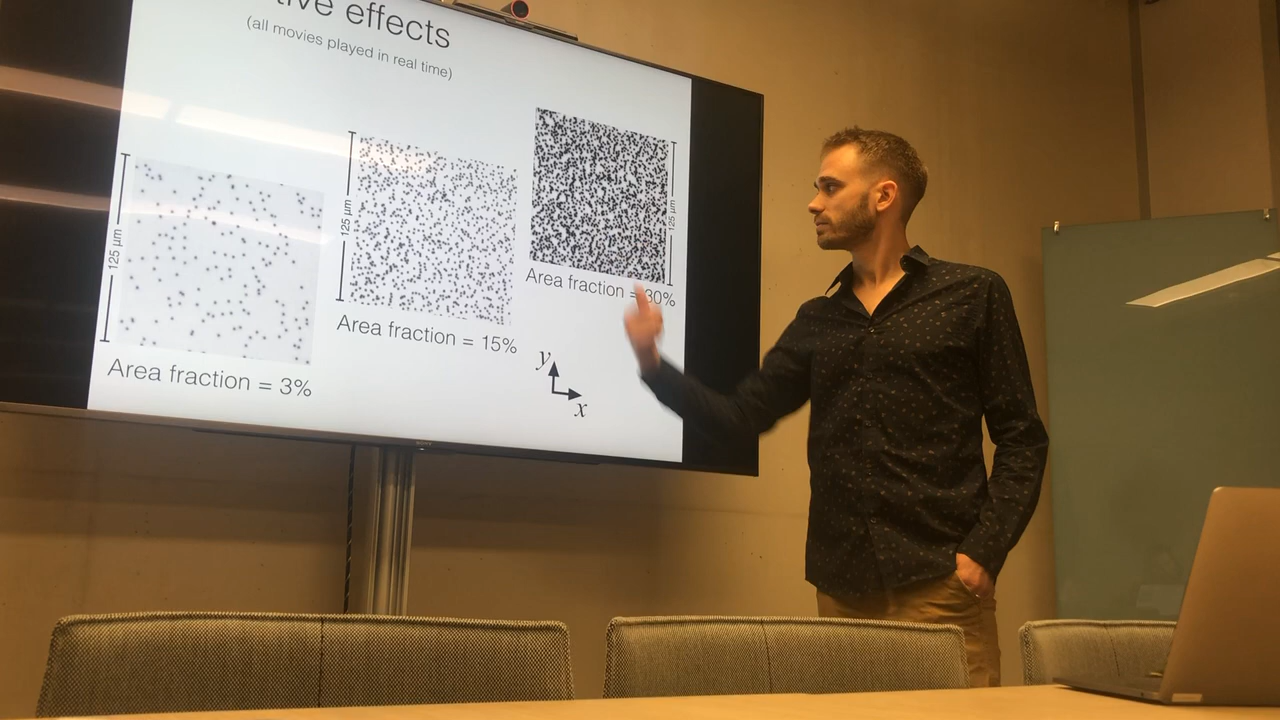 tive effects
(all movies played in real time)
125 µm
125 µm
125 µm
Area fraction = 3%
Area fraction = 15%
Area fraction = 30%
y
x
SONY